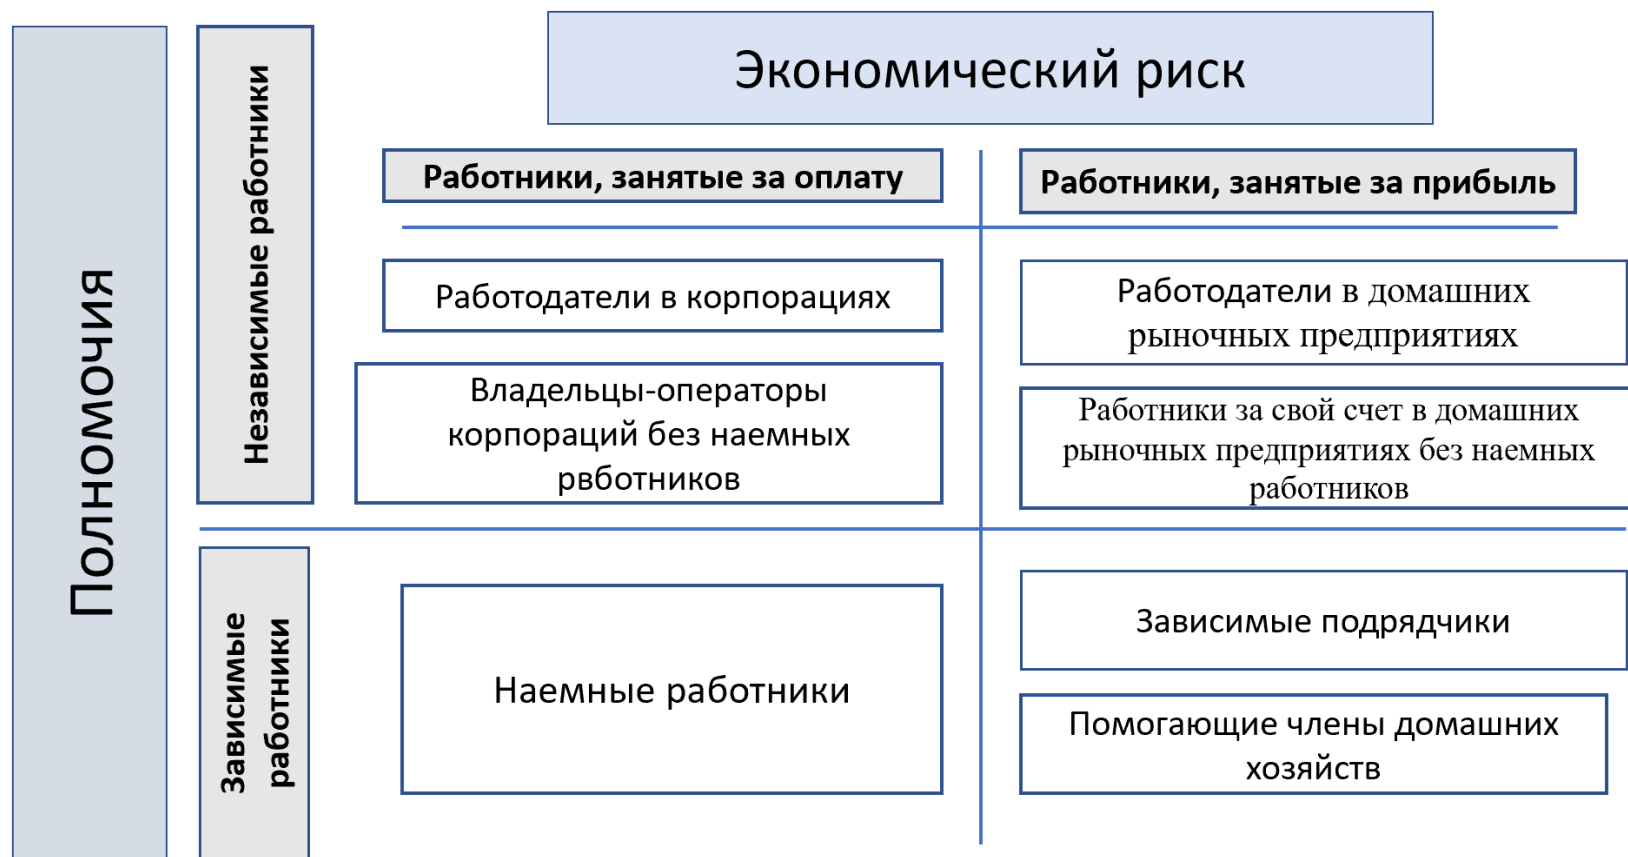 Полномочия
Независимые работники
Экономический риск
Работники, занятые за оплату
Работники, занятые за прибыль
Работодатели в корпорациях
Работодатели в домашних
рыночных предприятиях
Владельцы-операторы
корпораций без наемных
рвботников
Работники за свой счет в домашних
рыночных предприятиях без наемных
работников
Зависимые
работники
Наемные работники
Зависимые подрядчики
Помогающие члены домашних
хозяйств